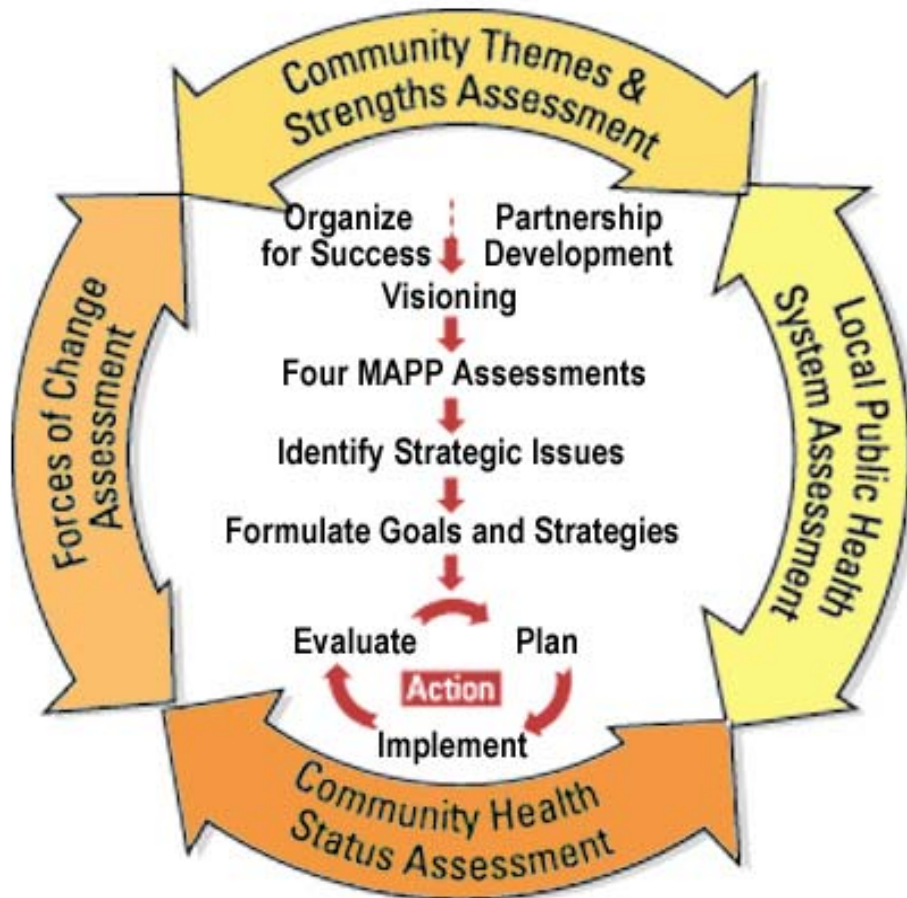 Community Themes &
Strengths Assessment
Organize
for Success
Partnership
Development
Visioning
Four MAPP Assessments
Identify Strategic Issues
Formulate Goals and Strategies
Evaluate
Plan
Action
Implement
Forces of Change
Assessment
Local Public Health
System Assessment
Community Health
Status Assessment